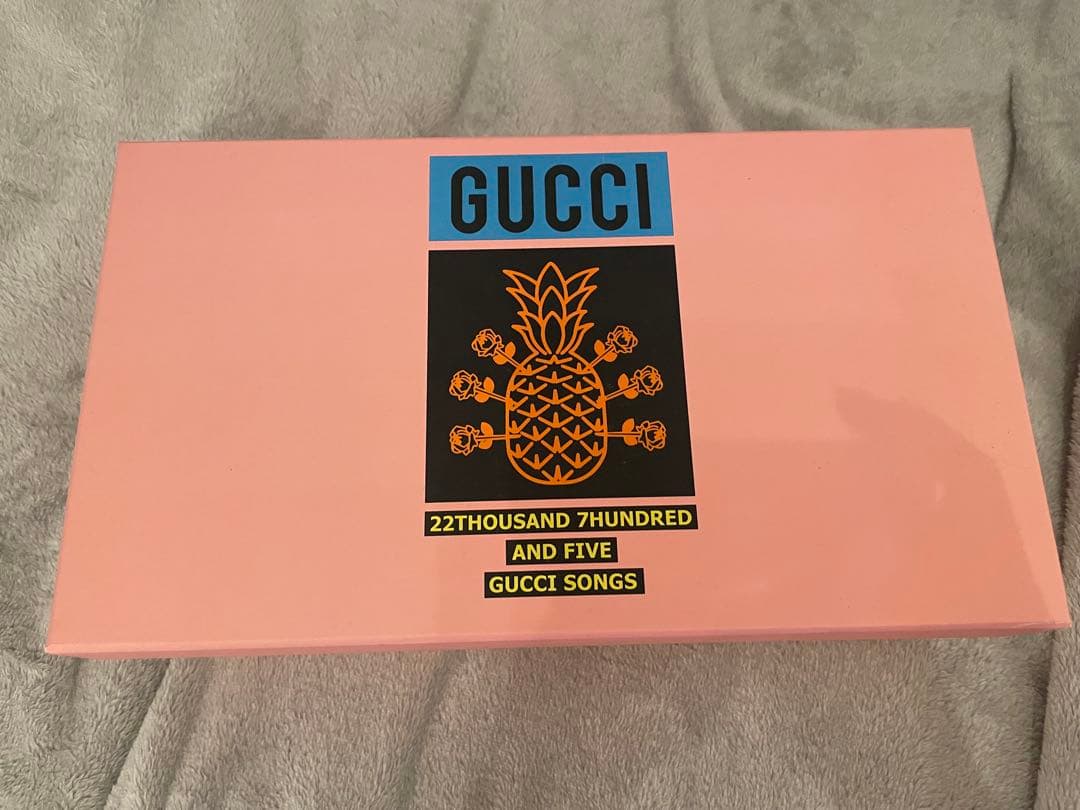 GUCCI
22THOUSAND 7HUNDRED
AND FIVE
GUCCI SONGS